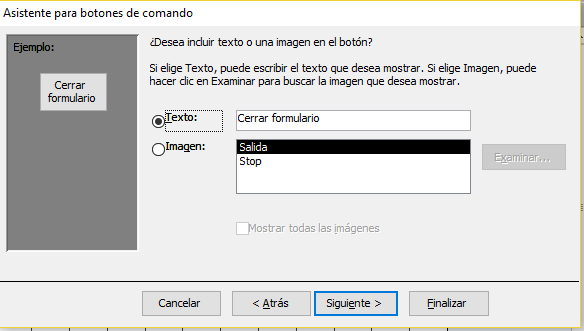 Asistente para botones de comando
Ejemplo:
Cerrar
formulario
¿Desea incluir texto o una imagen en el botón?
Si elige Texto, puede escribir el texto que desea mostrar. Si elige Imagen, puede
hacer clic en Examinar para buscar la imagen que desea mostrar.
Texto:
Cerrar formulario
Imagen:
Salida
Stop
Examinar...
Mostrar todas las imágenes
Cancelar
< Atrás
Siguiente >
Finalizar